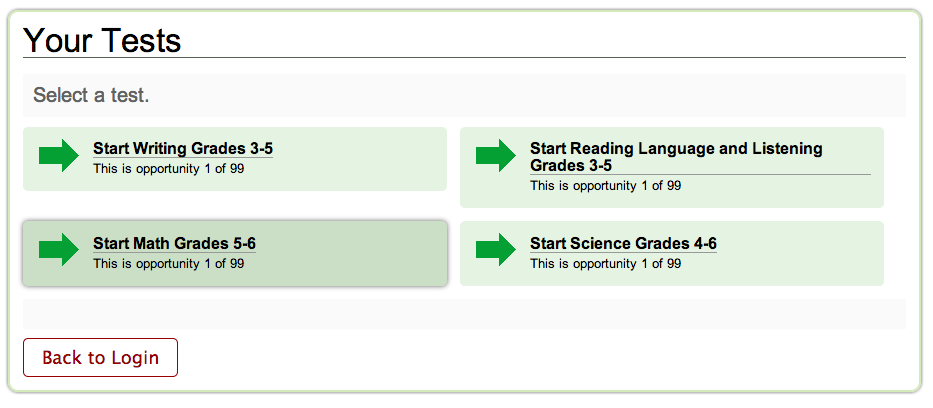 Your Tests
Select a test.
Start Writing Grades 3-5
This is opportunity 1 of 99
Start Reading Language and Listening
Grades 3-5
This is opportunity 1 of 99
Start Math Grades 5-6
This is opportunity 1 of 99
Start Science Grades 4-6
This is opportunity 1 of 99
Back to Login